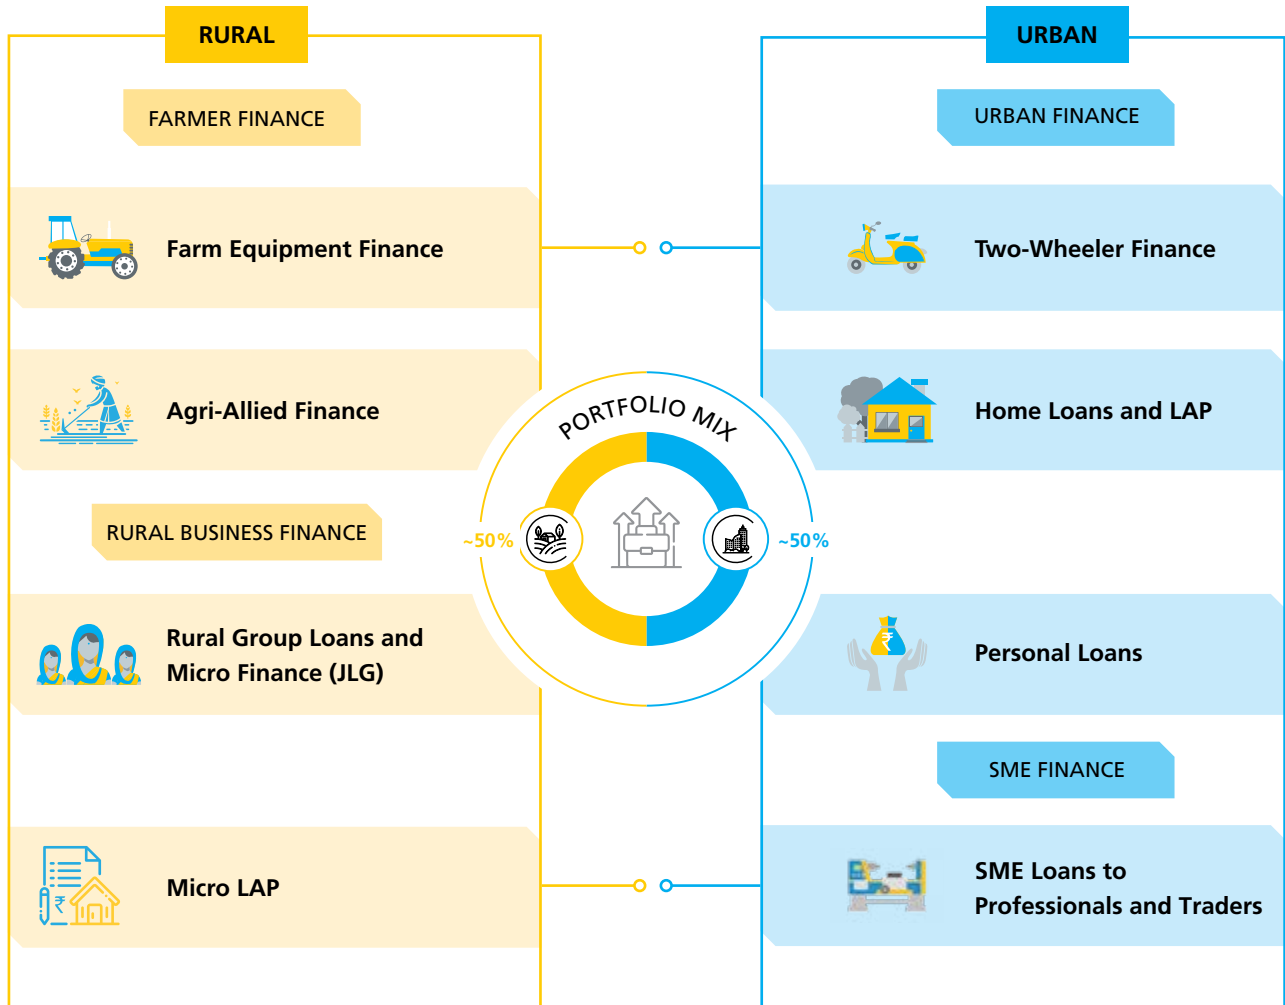 RURAL
FARMER FINANCE
Farm Equipment Finance
Agri-Allied Finance
RURAL BUSINESS FINANCE
Rural Group Loans and
Micro Finance (JLG)
₹
Micro LAP
PORTFOLIO MIX
~50%
~50%
URBAN
URBAN FINANCE
Two-Wheeler Finance
Home Loans and LAP
₹
Personal Loans
SME FINANCE
SME Loans to
Professionals and Traders